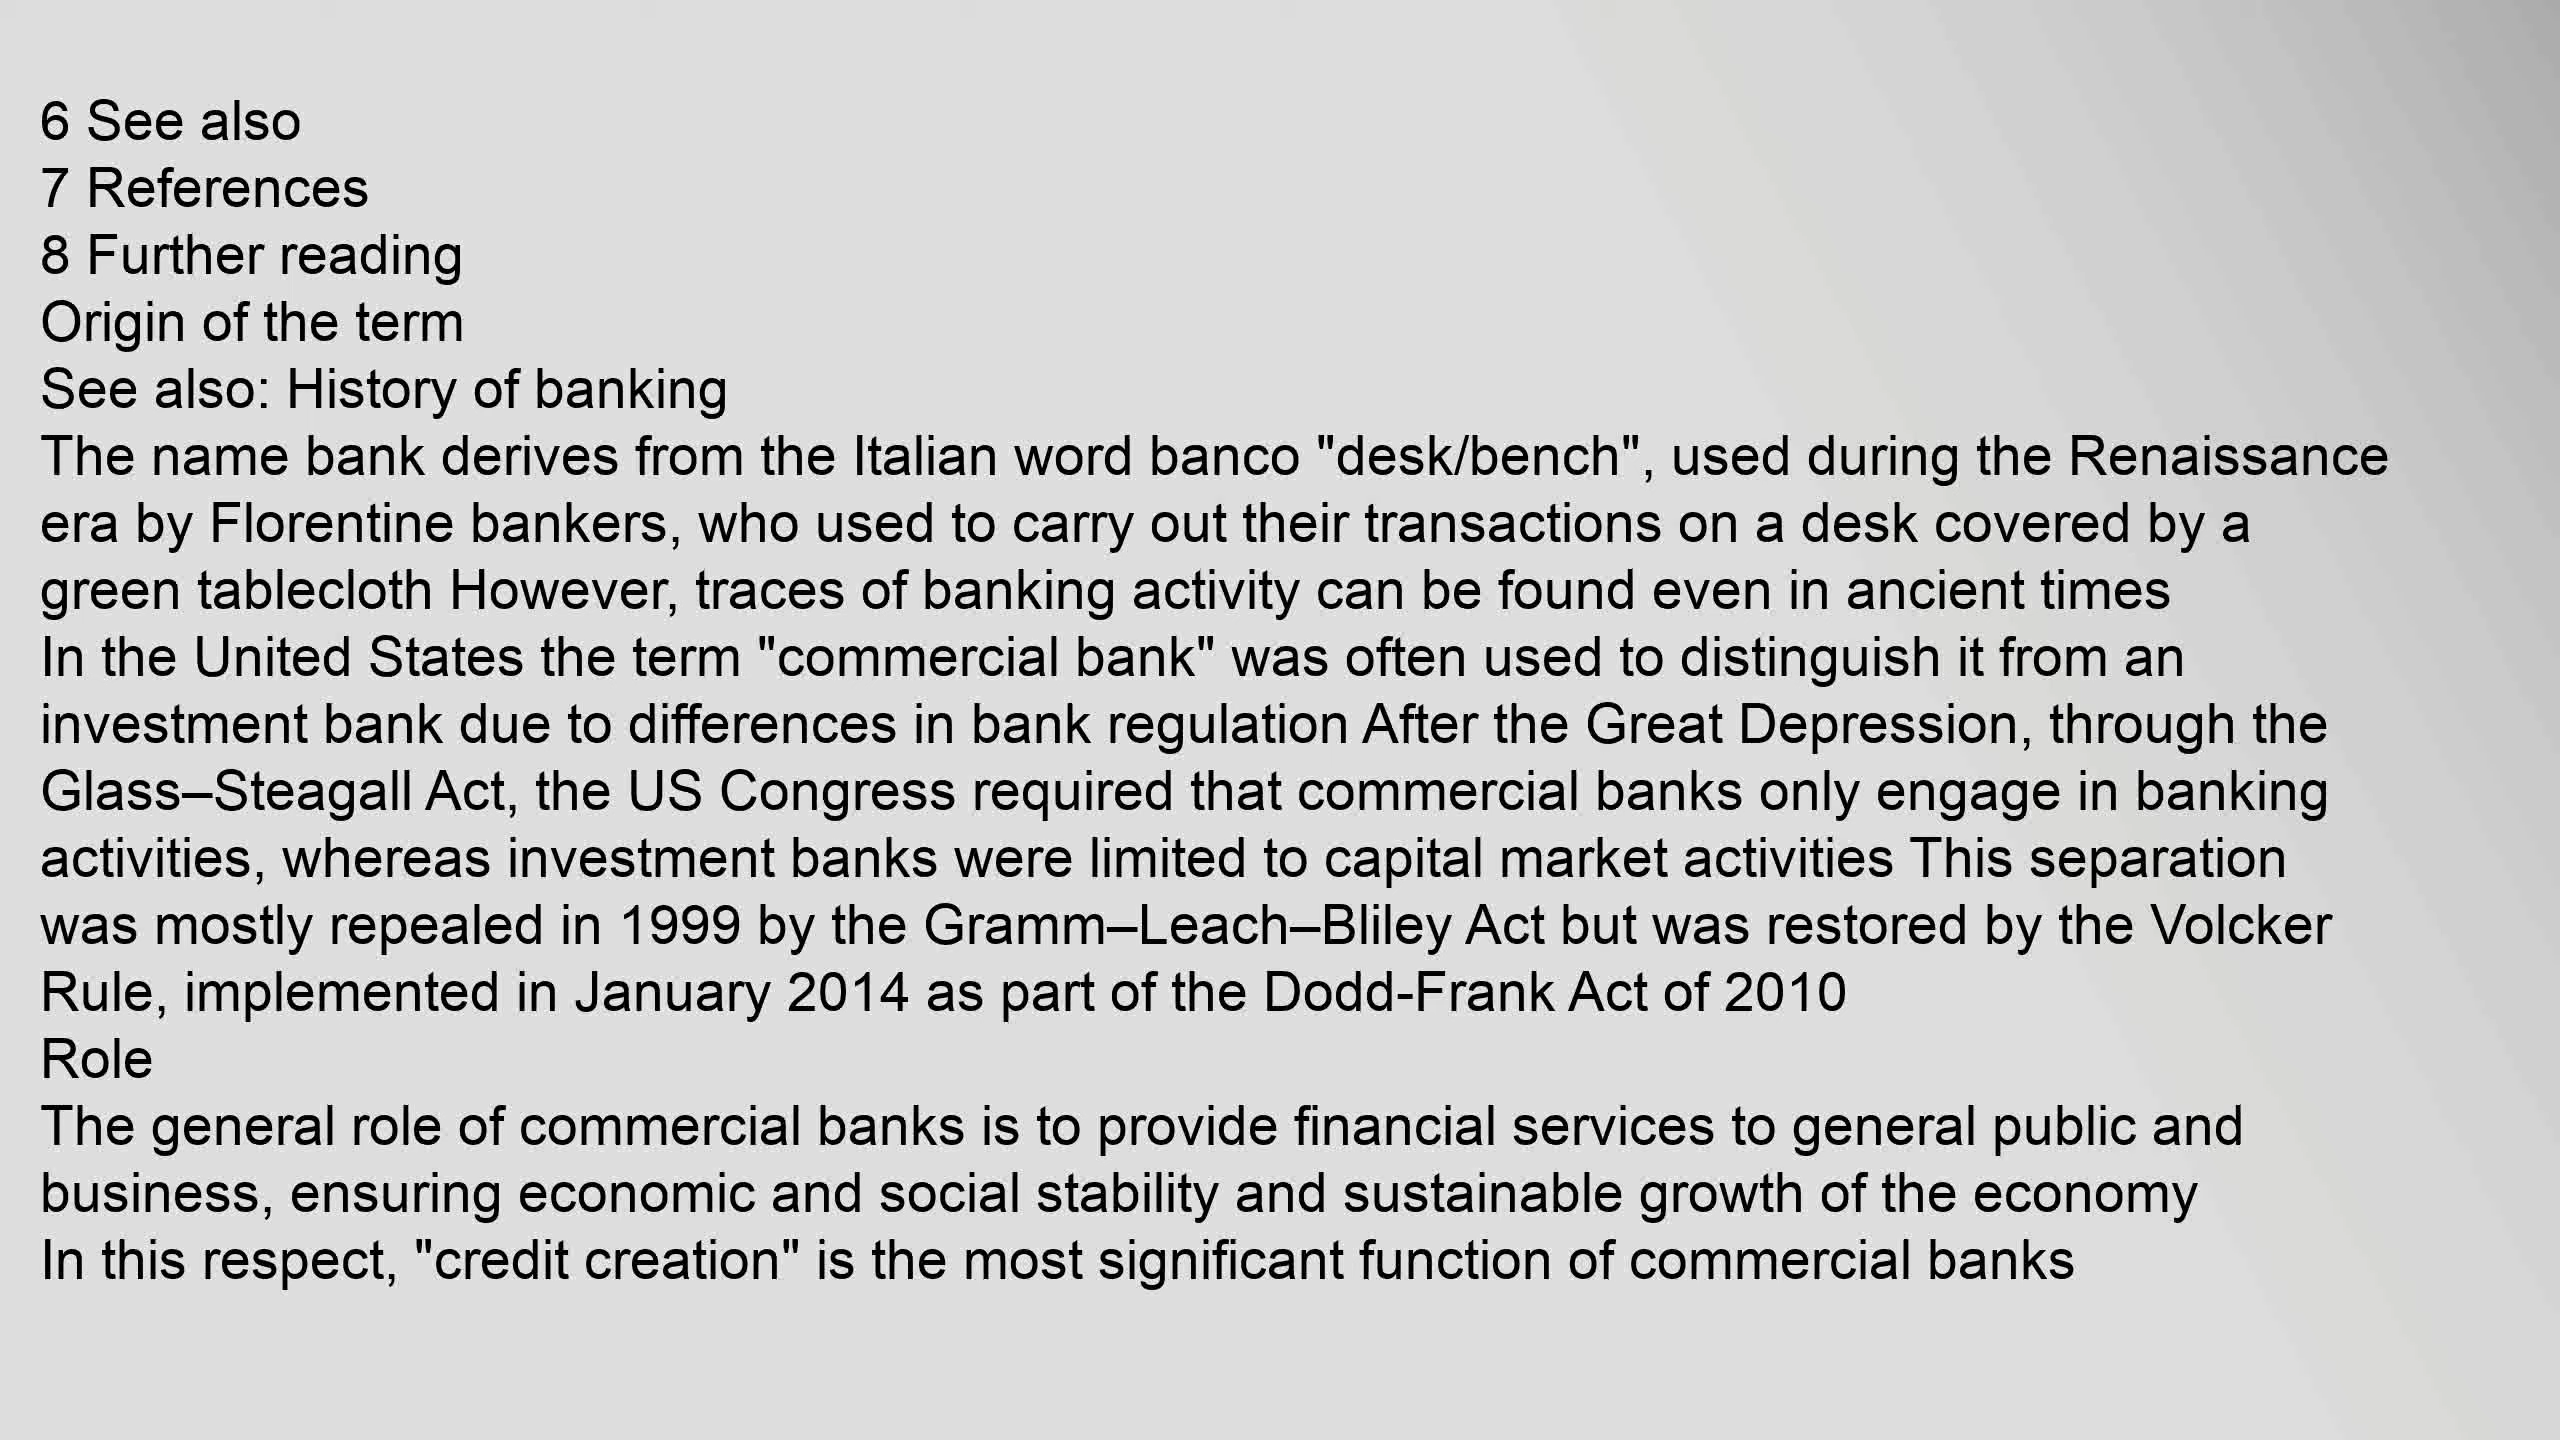 6 See also
7 References
8 Further reading
Origin of the term
See also: History of banking
The name bank derives from the Italian word banco "desk/bench", used during the Renaissance
era by Florentine bankers, who used to carry out their transactions on a desk covered by a
green tablecloth However, traces of banking activity can be found even in ancient times
In the United States the term "commercial bank" was often used to distinguish it from an
investment bank due to differences in bank regulation After the Great Depression, through the
Glass–Steagall Act, the US Congress required that commercial banks only engage in banking
activities, whereas investment banks were limited to capital market activities This separation
was mostly repealed in 1999 by the Gramm–Leach–Bliley Act but was restored by the Volcker
Rule, implemented in January 2014 as part of the Dodd-Frank Act of 2010
Role
The general role of commercial banks is to provide financial services to general public and
business, ensuring economic and social stability and sustainable growth of the economy
In this respect, "credit creation" is the most significant function of commercial banks